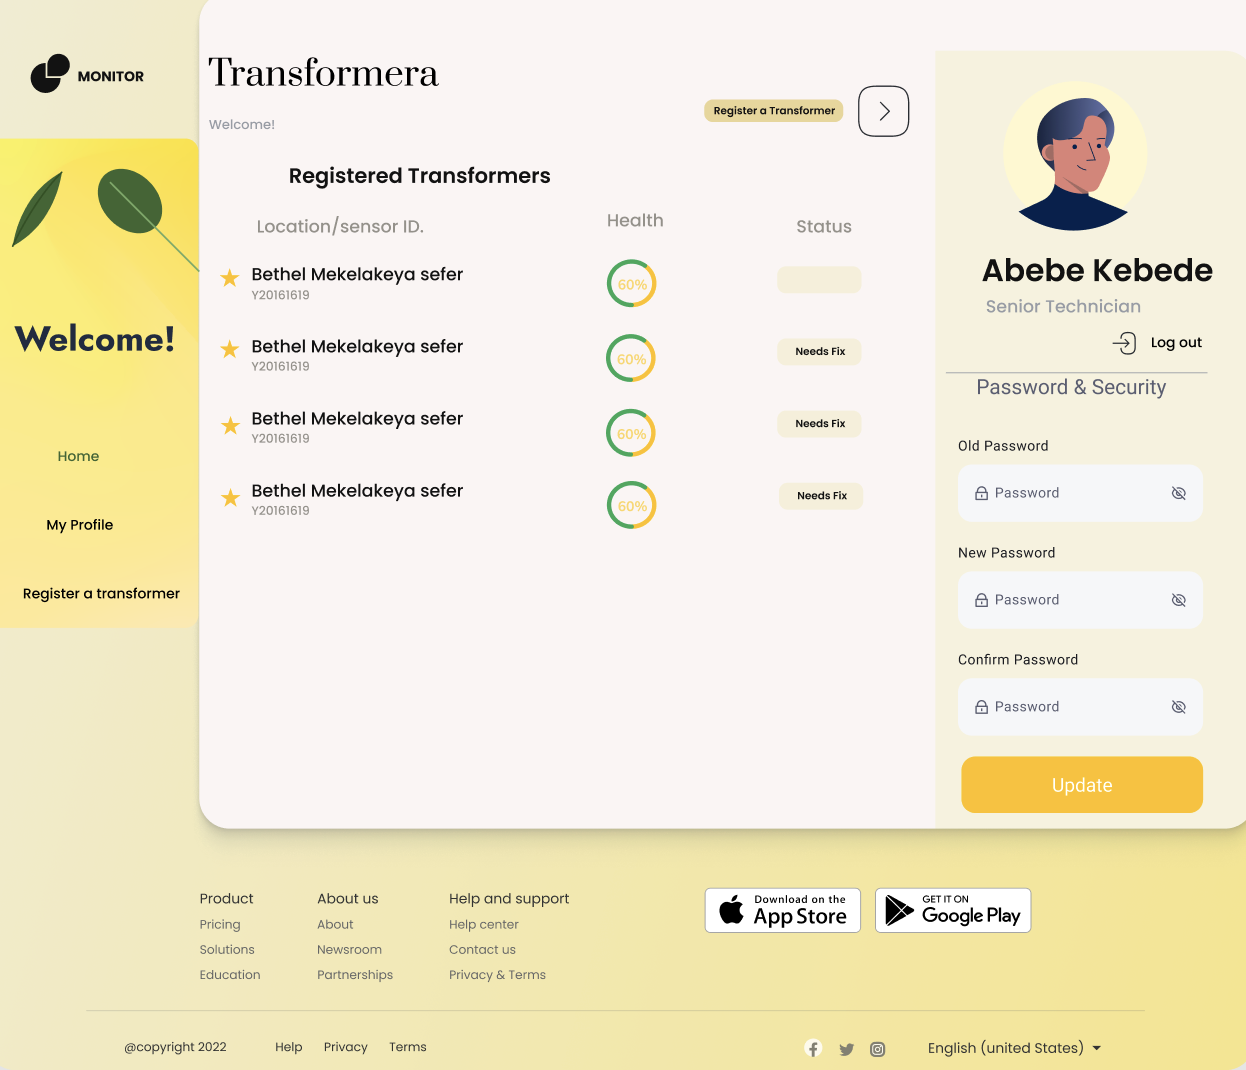 MONITOR
Welcome!
Home
My Profile
Register a transformer
Transformera
Welcome!
Register a Transformer
Registered Transformers
Location/sensor ID. Health Status
Bethel Mekelakeya sefer
Y20161619
60%
Bethel Mekelakeya sefer
Y20161619
60%
Needs Fix
Bethel Mekelakeya sefer
Y20161619
60%
Needs Fix
Bethel Mekelakeya sefer
Y20161619
60%
Needs Fix
Abebe Kebede
Senior Technician
Log out
Password & Security
Old Password
Password
New Password
Password
Confirm Password
Password
Update
Product
Pricing
Solutions
Education
About us
About
Newsroom
Partnerships
Help and support
Help center
Contact us
Privacy & Terms
Download on the
App Store
GET IT ON
Google Play
@copyright 2022 Help Privacy Terms
English (united States)